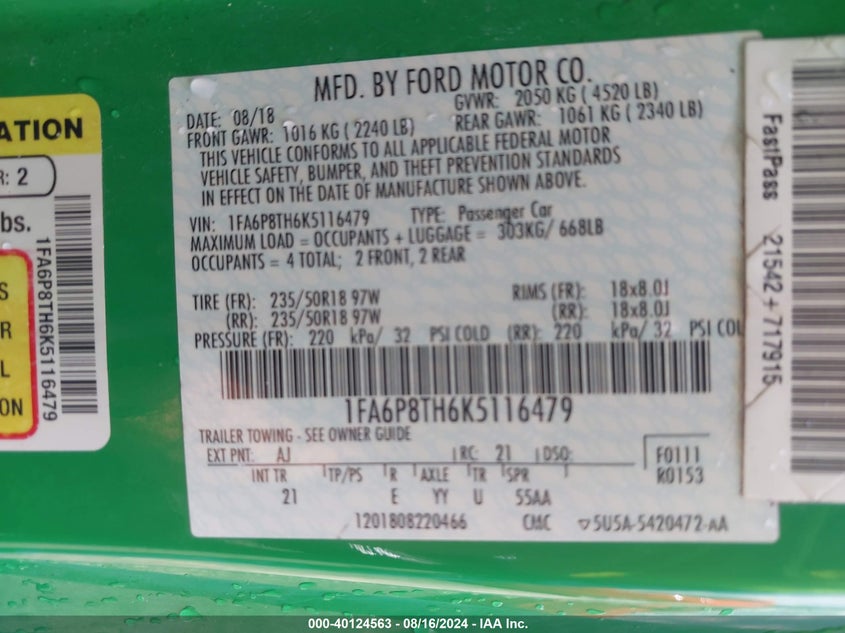 ATION
R: 2
bs.
1FA6P8TH6K5116479
S
R
L
ON
MFD. BY FORD MOTOR CO.
DATE: 08/18 GVWR: 2050 KG ( 4520 LB)
FRONT GAWR: 1016 KG ( 2240 LB) REAR GAWR: 1061 KG ( 2340 LB)
THIS VEHICLE CONFORMS TO ALL APPLICABLE FEDERAL MOTOR
VEHICLE SAFETY, BUMPER, AND THEFT PREVENTION STANDARDS
IN EFFECT ON THE DATE OF MANUFACTURE SHOWN ABOVE.
VIN: 1FA6P8TH6K5116479 TYPE: Passenger Car
MAXIMUM LOAD = OCCUPANTS + LUGGAGE = 303KG/ 668LB
OCCUPANTS = 4 TOTAL; 2 FRONT, 2 REAR
TIRE (FR): 235/50R18 97W RIMS (FR): 18x8.0J
(RR): 235/50R18 97W (RR): 18x8.0J
PRESSURE (FR): 220 kPa/ 32 PSI COLD (RR): 220 kPa/ 32 PSI COL
1FA6P8TH6K5116479
TRAILER TOWING - SEE OWNER GUIDE
EXT PNT: AJ RC: 21 DSO: F0111
INT TR TP/PS R AXLE TR SPR R0153
21 E YY U 55AA
1201808220466 CMC ▽5U5A-5420472-AA
FastPass 21542+717915
000-40124563 - 08/16/2024 - IAA Inc.